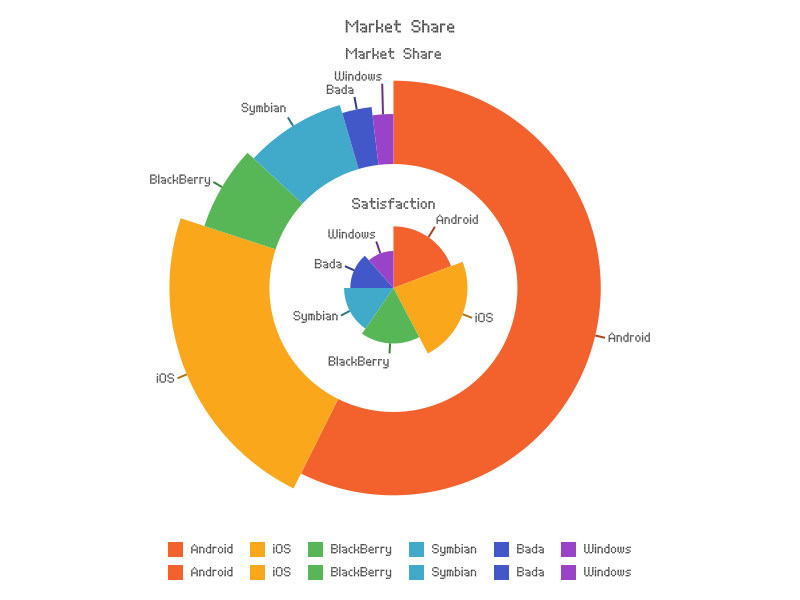 Market Share
Market Share
Windows
Bada
Symbian
BlackBerry
Satisfaction
Android
Windows
Bada
Symbian
iOS
Android
BlackBerry
iOS
Android iOS BlackBerry Symbian Bada Windows
Android iOS BlackBerry Symbian Bada Windows